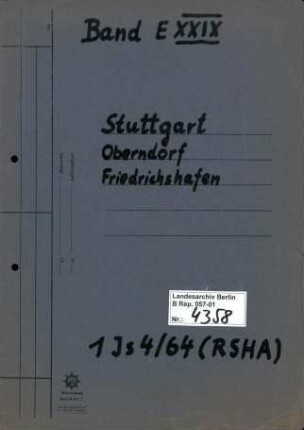 Band E XXIX
Stuttgart
Oberndorf
Friedrichshafen
Landesarchiv Berlin
B Rep. 057-01
Nr.: 4358
1 Js 4/64 (RSHA)